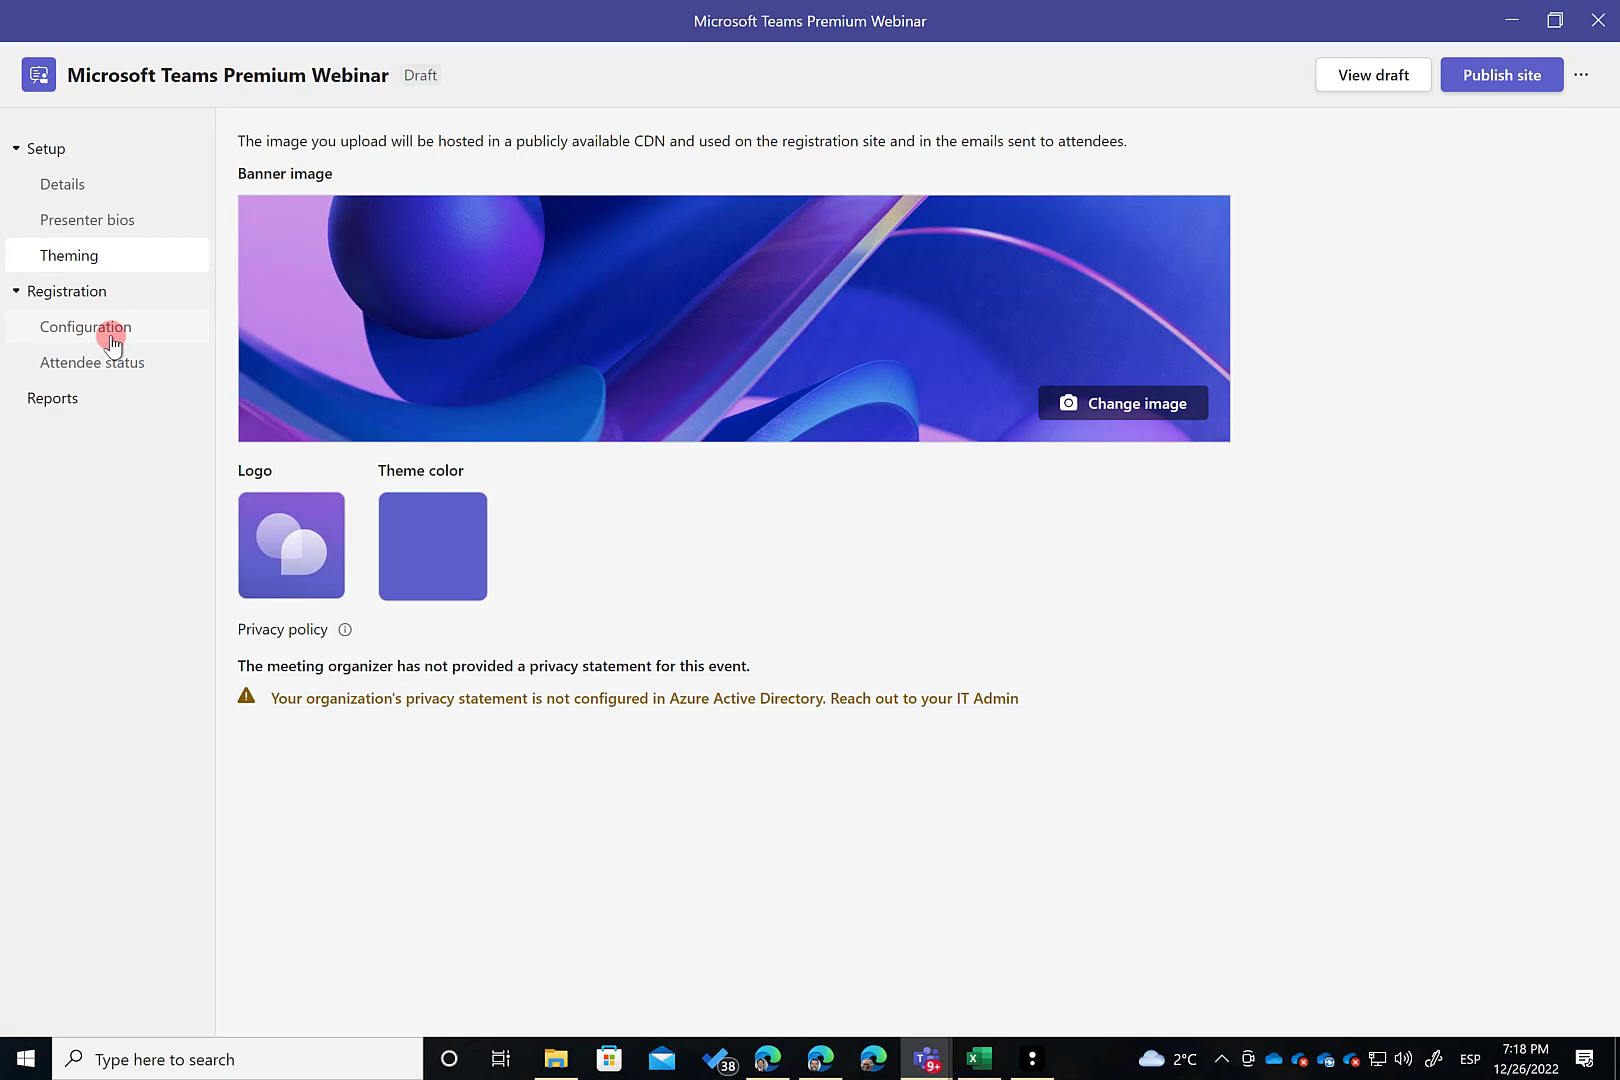 Microsoft Teams Premium Webinar
Microsoft Teams Premium Webinar Draft
View draft
Publish site
Setup
Details
Presenter bios
Theming
Registration
Configuration
Attendee status
Reports
The image you upload will be hosted in a publicly available CDN and used on the registration site and in the emails sent to attendees.
Banner image
Change image
Logo Theme color
Privacy policy
The meeting organizer has not provided a privacy statement for this event.
Your organization's privacy statement is not configured in Azure Active Directory. Reach out to your IT Admin
Type here to search
38
T
9+
X
2°C
ESP
7:18 PM
12/26/2022